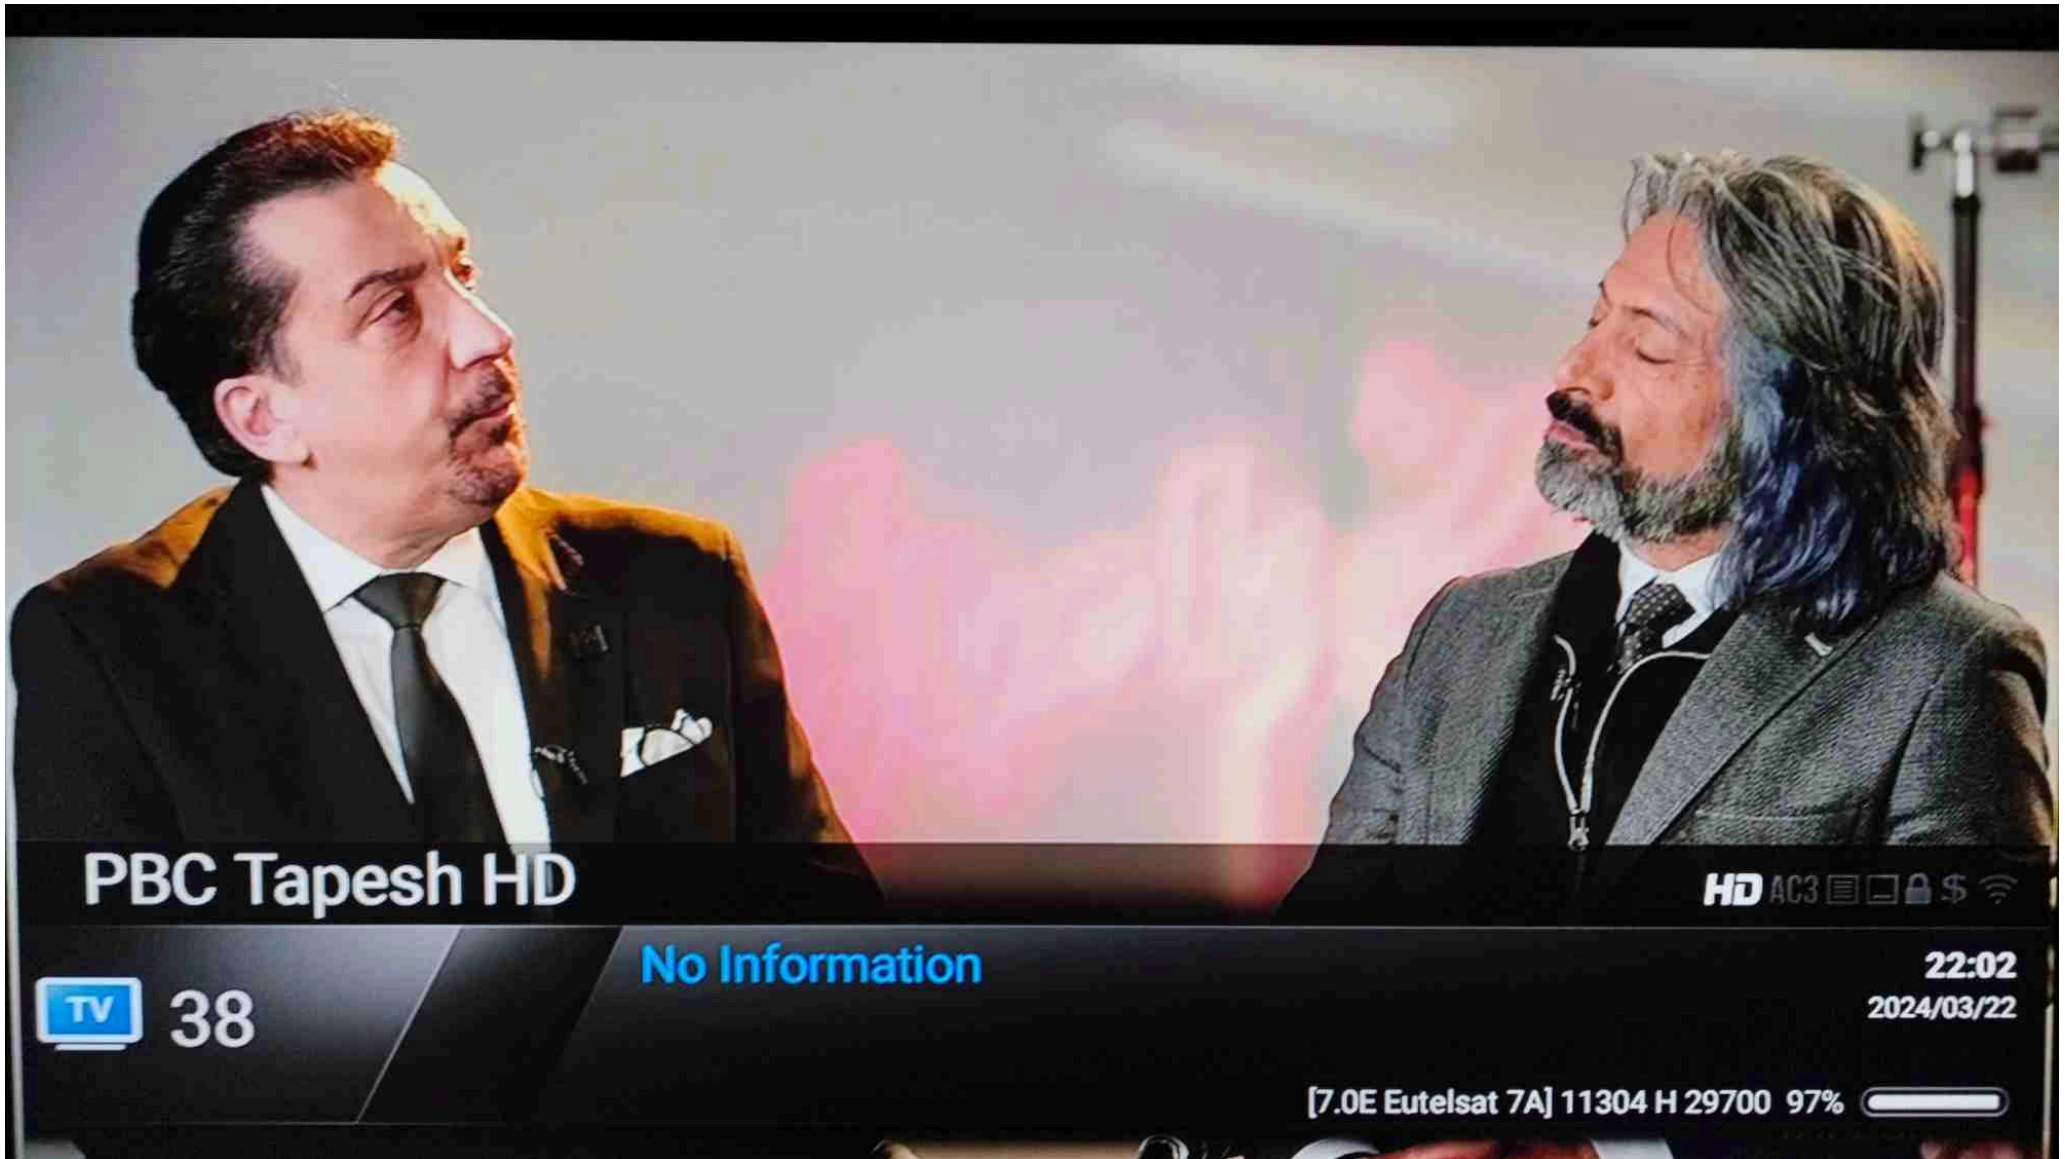 PBC Tapesh HD
HD AC3 $
No Information
TV 38
22:02
2024/03/22
[7.0E Eutelsat 7A] 11304 H 29700 97%